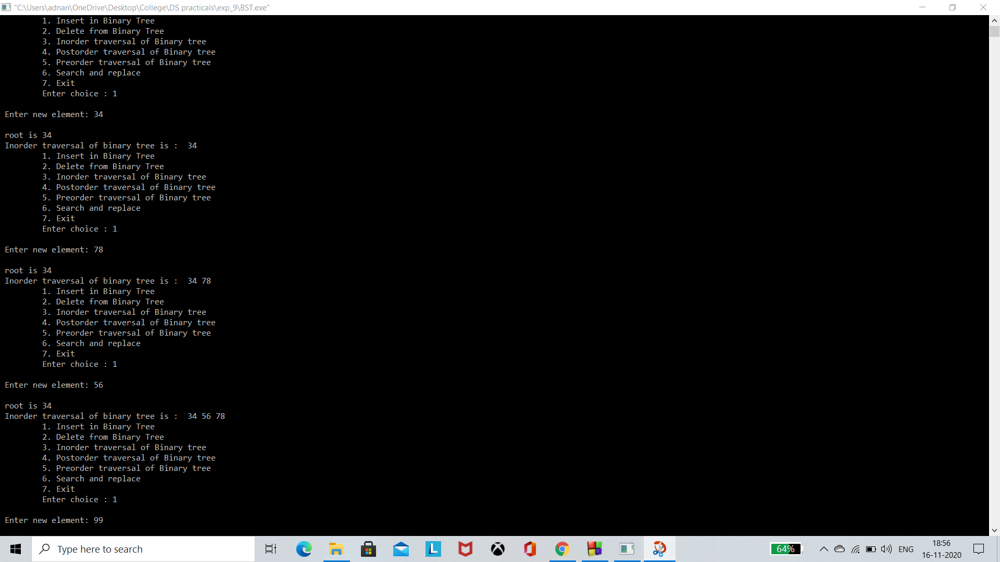 "C:\Users\adnan\OneDrive\Desktop\College\DS practicals\exp_9\BST.exe"
1. Insert in Binary Tree
2. Delete from Binary Tree
3. Inorder traversal of Binary tree
4. Postorder traversal of Binary tree
5. Preorder traversal of Binary tree
6. Search and replace
7. Exit
Enter choice : 1
Enter new element: 34
root is 34
Inorder traversal of binary tree is :  34
1. Insert in Binary Tree
2. Delete from Binary Tree
3. Inorder traversal of Binary tree
4. Postorder traversal of Binary tree
5. Preorder traversal of Binary tree
6. Search and replace
7. Exit
Enter choice : 1
Enter new element: 78
root is 34
Inorder traversal of binary tree is :  34 78
1. Insert in Binary Tree
2. Delete from Binary Tree
3. Inorder traversal of Binary tree
4. Postorder traversal of Binary tree
5. Preorder traversal of Binary tree
6. Search and replace
7. Exit
Enter choice : 1
Enter new element: 56
root is 34
Inorder traversal of binary tree is :  34 56 78
1. Insert in Binary Tree
2. Delete from Binary Tree
3. Inorder traversal of Binary tree
4. Postorder traversal of Binary tree
5. Preorder traversal of Binary tree
6. Search and replace
7. Exit
Enter choice : 1
Enter new element: 99
Type here to search
L
64%
ENG
18:56
16-11-2020